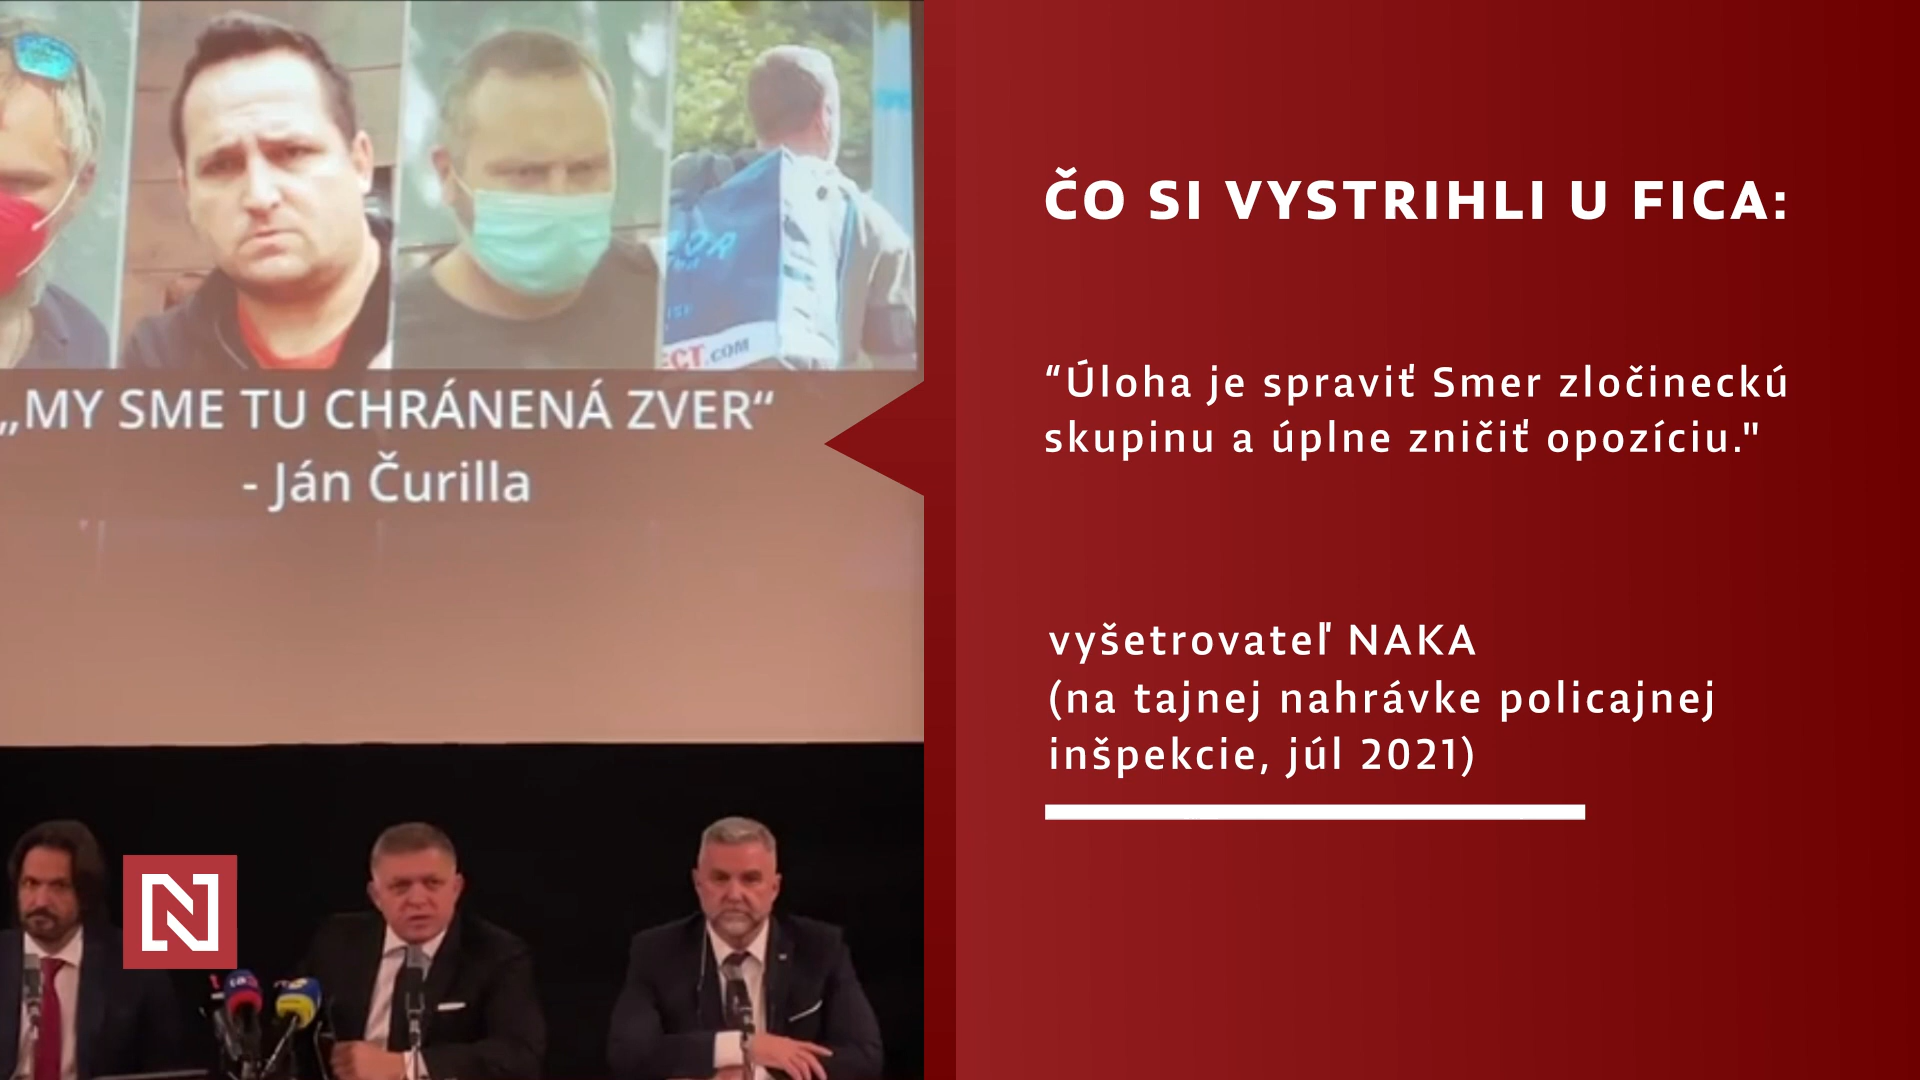 „MY SME TU CHRÁNENÁ ZVER“
- Ján Čurilla
ČO SI VYSTRIHLI U FICA:
“Úloha je spraviť Smer zločineckú
skupinu a úplne zničiť opozíciu."
vyšetrovateľ NAKA
(na tajnej nahrávke policajnej
inšpekcie, júl 2021)
N